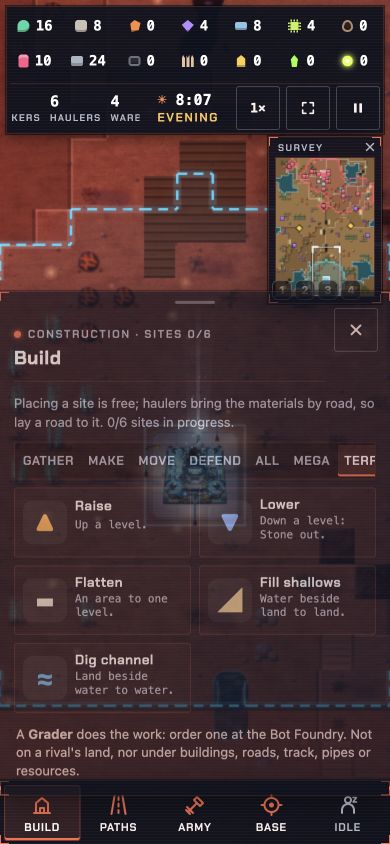 16 8 0 4 4 0
10 24 0 0 0 0 0
6 4 8:07 1×
KERS HAULERS WARE EVENING
SURVEY
1 2 3 4
CONSTRUCTION · SITES 0/6
Build
Placing a site is free; haulers bring the materials by road, so
lay a road to it. 0/6 sites in progress.
GATHER MAKE MOVE DEFEND ALL MEGA TERR
Raise
Up a level.
Lower
Down a level:
Stone out.
Flatten
An area to one
level.
Fill shallows
Water beside
land to land.
Dig channel
Land beside
water to water.
A Grader does the work: order one at the Bot Foundry. Not
on a rival's land, nor under buildings, roads, track, pipes or
resources.
BUILD PATHS ARMY BASE IDLE